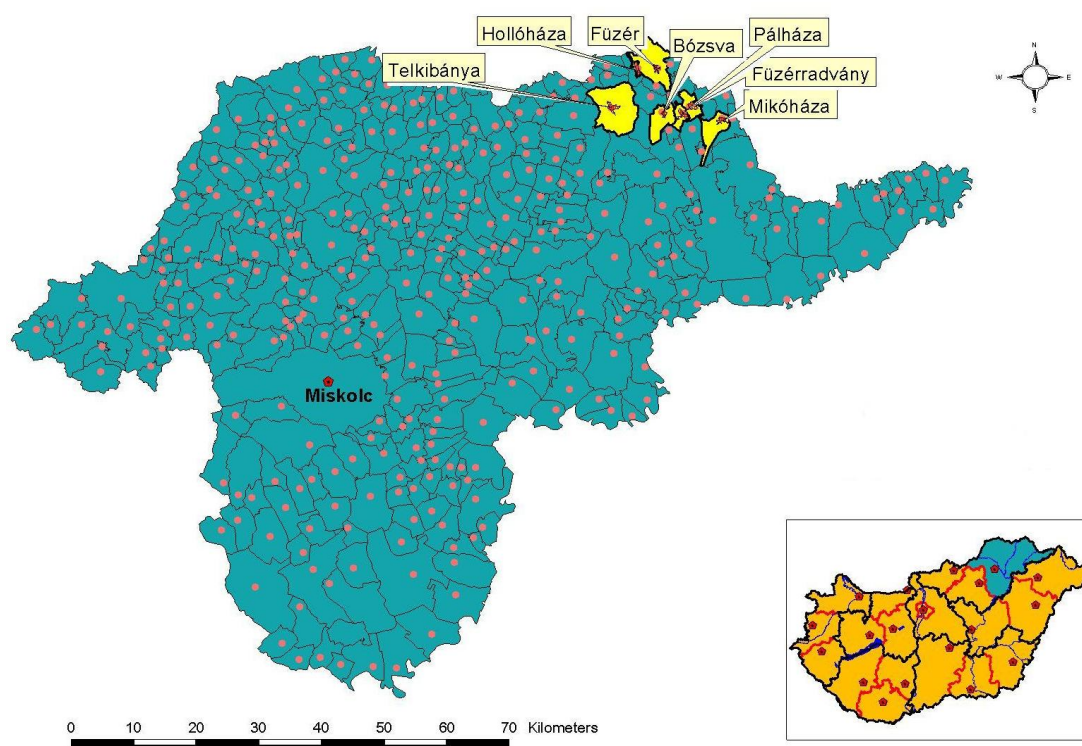 Hollóháza
Füzér
Bózsva
Pálháza
Telkibánya
Füzérradvány
Mikóháza
N
W
E
S
Miskolc
0 10 20 30 40 50 60 70 Kilometers